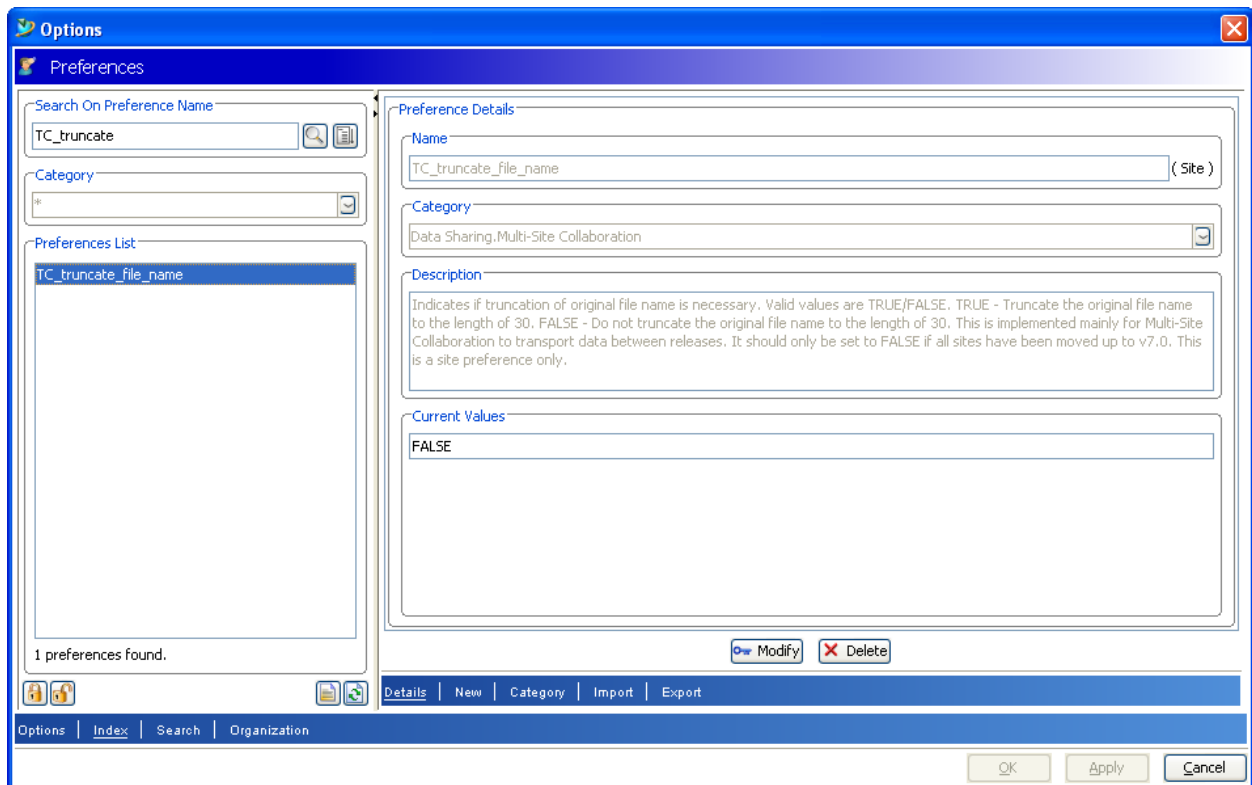 Options
Preferences
Search On Preference Name
TC_truncate
Category
*
Preferences List
TC_truncate_file_name
1 preferences found.
Preference Details
Name
TC_truncate_file_name
( Site )
Category
Data Sharing.Multi-Site Collaboration
Description
Indicates if truncation of original file name is necessary. Valid values are TRUE/FALSE. TRUE - Truncate the original file name
to the length of 30. FALSE - Do not truncate the original file name to the length of 30. This is implemented mainly for Multi-Site
Collaboration to transport data between releases. It should only be set to FALSE if all sites have been moved up to v7.0. This
is a site preference only.
Current Values
FALSE
Modify
Delete
Details | New | Category | Import | Export
Options | Index | Search | Organization
OK
Apply
Cancel